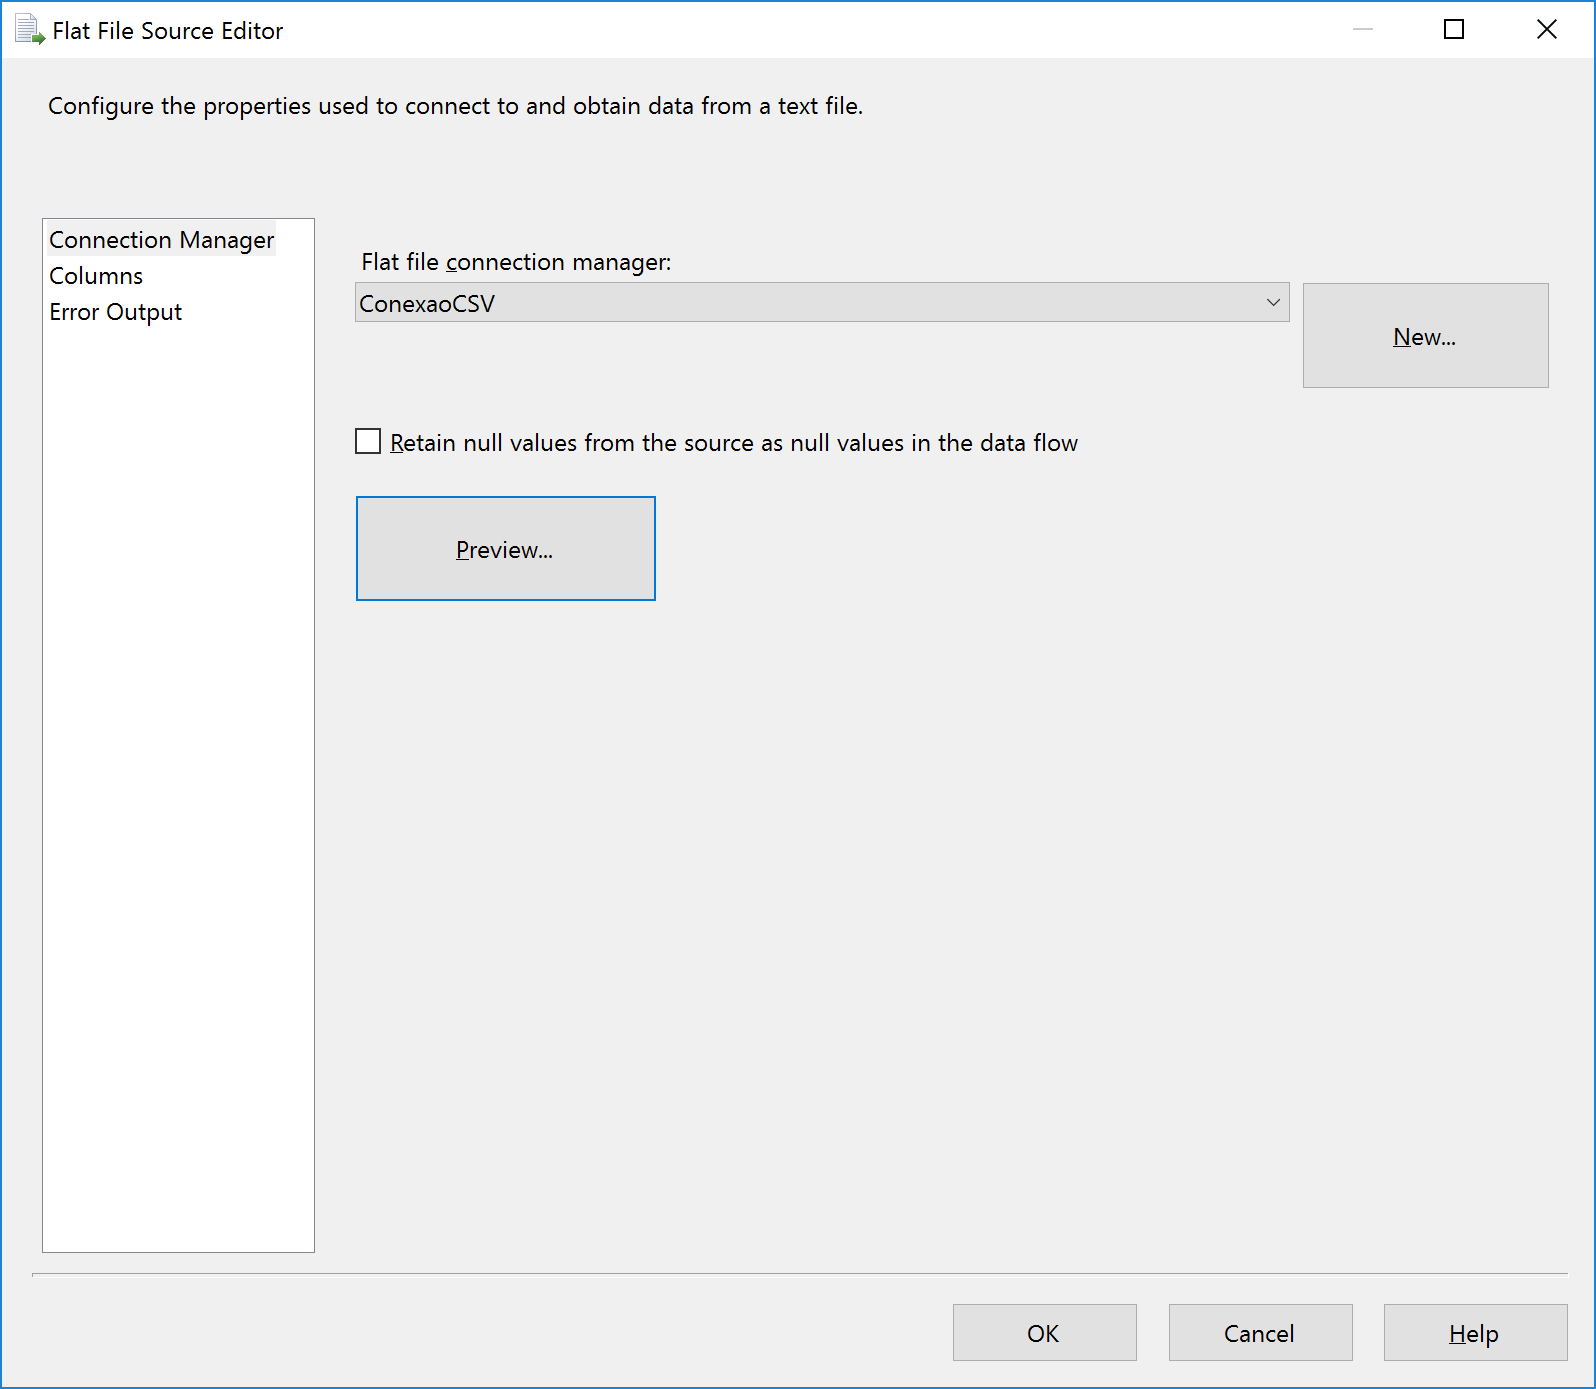 Flat File Source Editor
Configure the properties used to connect to and obtain data from a text file.
Connection Manager
Columns
Error Output
Flat file connection manager:
ConexaoCSV
New...
Retain null values from the source as null values in the data flow
Preview...
OK
Cancel
Help